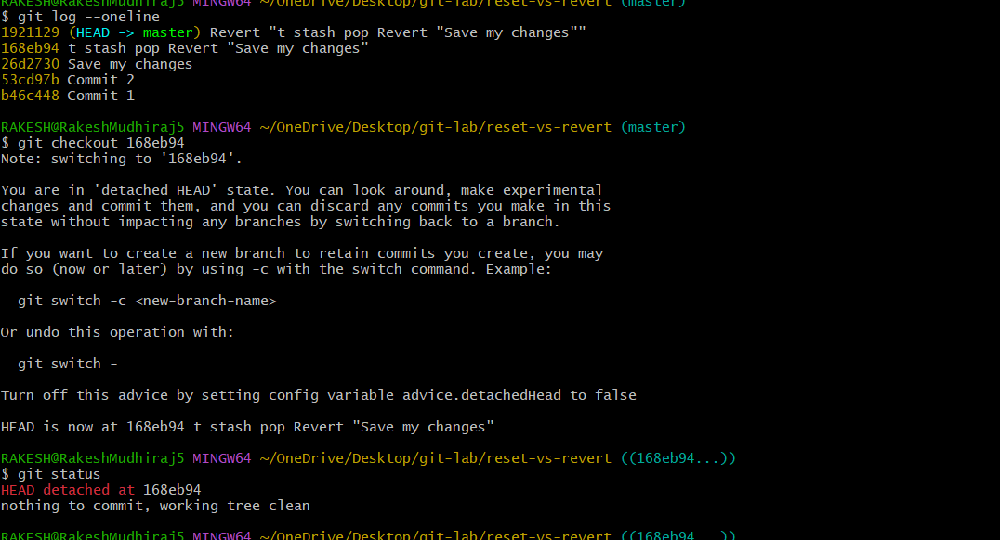 RAKESH@RakeshMudhiraj5 MINGW64 ~/OneDrive/Desktop/git-lab/reset-vs-revert (master)
$ git log --oneline
1921129 (HEAD -> master) Revert "t stash pop Revert "Save my changes""
168eb94 t stash pop Revert "Save my changes"
26d2730 Save my changes
53cd97b Commit 2
b46c448 Commit 1
RAKESH@RakeshMudhiraj5 MINGW64 ~/OneDrive/Desktop/git-lab/reset-vs-revert (master)
$ git checkout 168eb94
Note: switching to '168eb94'.
You are in 'detached HEAD' state. You can look around, make experimental
changes and commit them, and you can discard any commits you make in this
state without impacting any branches by switching back to a branch.
If you want to create a new branch to retain commits you create, you may
do so (now or later) by using -c with the switch command. Example:
git switch -c <new-branch-name>
Or undo this operation with:
git switch -
Turn off this advice by setting config variable advice.detachedHead to false
HEAD is now at 168eb94 t stash pop Revert "Save my changes"
RAKESH@RakeshMudhiraj5 MINGW64 ~/OneDrive/Desktop/git-lab/reset-vs-revert ((168eb94...))
$ git status
HEAD detached at 168eb94
nothing to commit, working tree clean
RAKESH@RakeshMudhiraj5 MINGW64 ~/OneDrive/Desktop/git-lab/reset-vs-revert ((168eb94...))